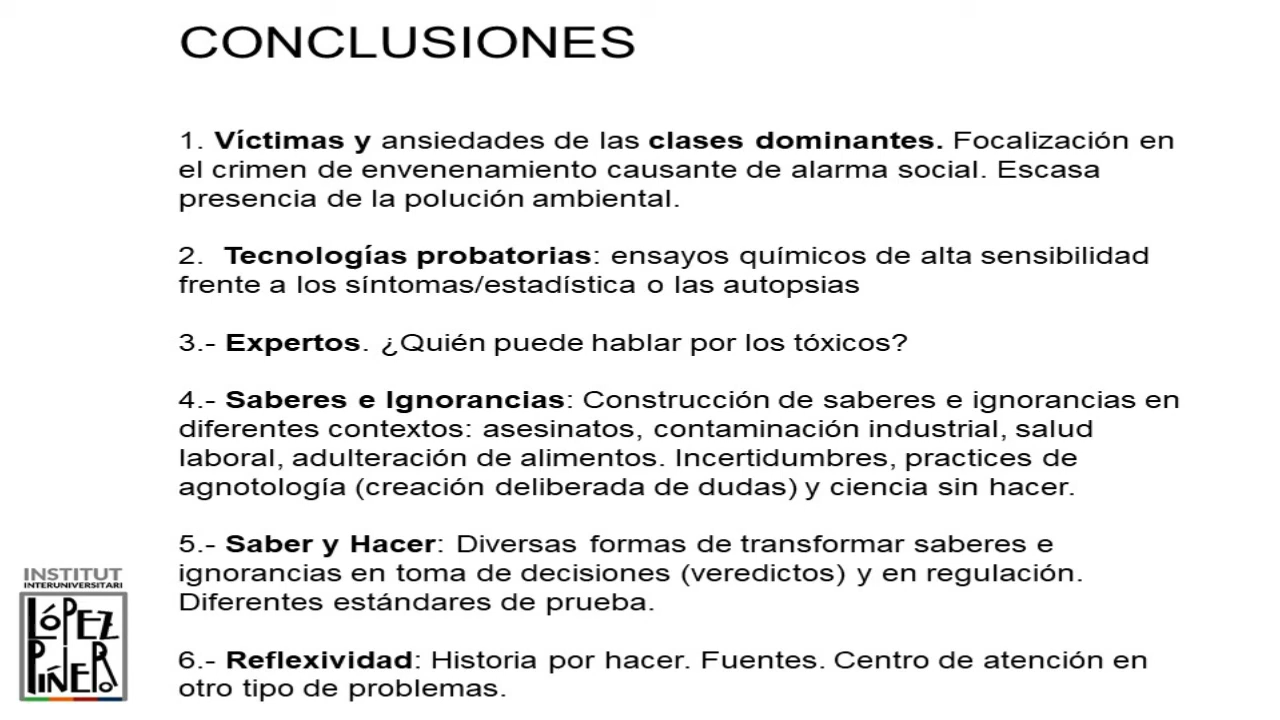 CONCLUSIONES
1. Víctimas y ansiedades de las clases dominantes. Focalización en
el crimen de envenenamiento causante de alarma social. Escasa
presencia de la polución ambiental.
2. Tecnologías probatorias: ensayos químicos de alta sensibilidad
frente a los síntomas/estadística o las autopsias
3.- Expertos. ¿Quién puede hablar por los tóxicos?
4.- Saberes e Ignorancias: Construcción de saberes e ignorancias en
diferentes contextos: asesinatos, contaminación industrial, salud
laboral, adulteración de alimentos. Incertidumbres, practices de
agnotología (creación deliberada de dudas) y ciencia sin hacer.
5.- Saber y Hacer: Diversas formas de transformar saberes e
ignorancias en toma de decisiones (veredictos) y en regulación.
Diferentes estándares de prueba.
6.- Reflexividad: Historia por hacer. Fuentes. Centro de atención en
otro tipo de problemas.
INSTITUT
INTERUNIVERSITARI
LÓPEZ
PIÑERO